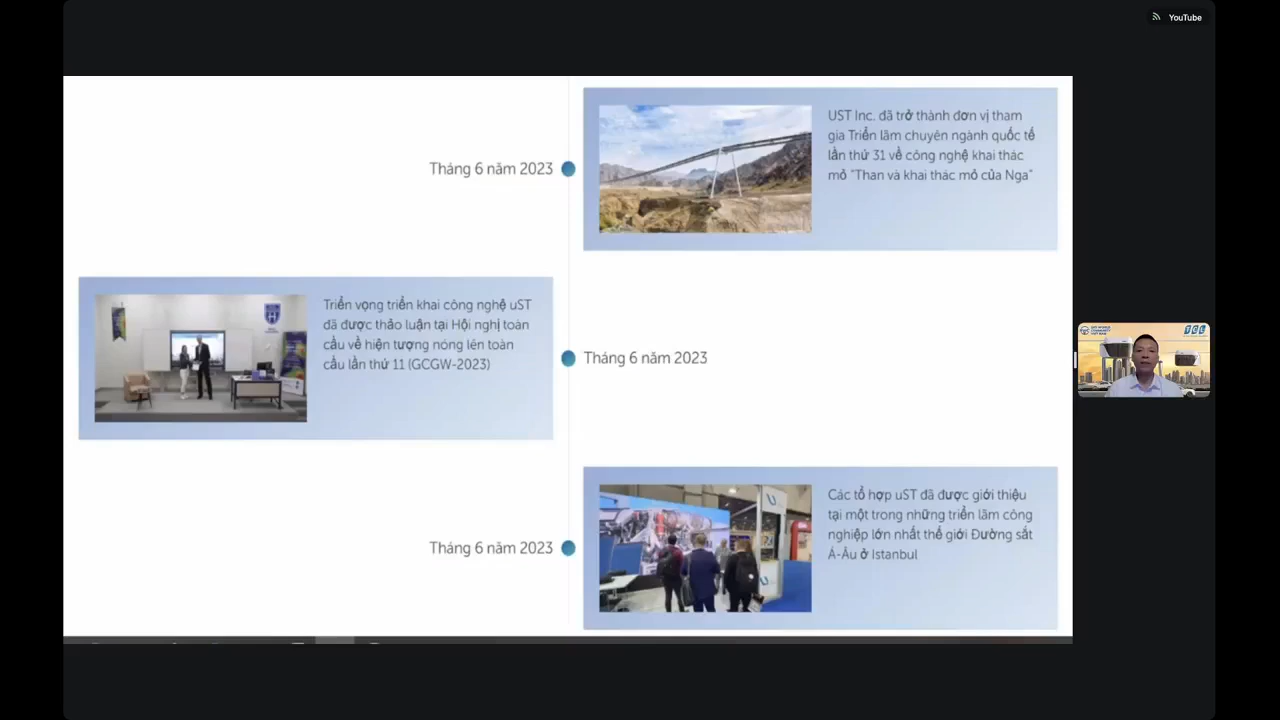 YouTube
Tháng 6 năm 2023
UST Inc. đã trở thành đơn vị tham
gia Triển lãm chuyên ngành quốc tế
lần thứ 31 về công nghệ khai thác
mỏ "Than và khai thác mỏ của Nga"
Triển vọng triển khai công nghệ uST
đã được thảo luận tại Hội nghị toàn
cầu về hiện tượng nóng lên toàn
cầu lần thứ 11 (GCGW-2023)
Tháng 6 năm 2023
Tháng 6 năm 2023
Các tổ hợp uST đã được giới thiệu
tại một trong những triển lãm công
nghiệp lớn nhất thế giới Đường sắt
Á-Âu ở Istanbul